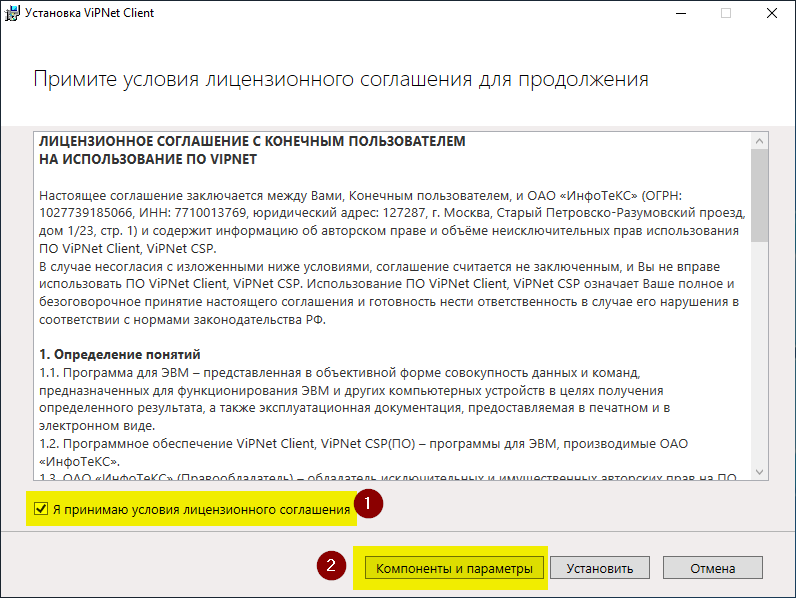 Установка ViPNet Client
Примите условия лицензионного соглашения для продолжения
ЛИЦЕНЗИОННОЕ СОГЛАШЕНИЕ С КОНЕЧНЫМ ПОЛЬЗОВАТЕЛЕМ
НА ИСПОЛЬЗОВАНИЕ ПО VIPNET
Настоящее соглашение заключается между Вами, Конечным пользователем, и ОАО «ИнфоТеКС» (ОГРН:
1027739185066, ИНН: 7710013769, юридический адрес: 127287, г. Москва, Старый Петровско-Разумовский проезд,
дом 1/23, стр. 1) и содержит информацию об авторском праве и объёме неисключительных прав использования
ПО ViPNet Client, ViPNet CSP.
В случае несогласия с изложенными ниже условиями, соглашение считается не заключенным, и Вы не вправе
использовать ПО ViPNet Client, ViPNet CSP. Использование ПО ViPNet Client, ViPNet CSP означает Ваше полное и
безоговорочное принятие настоящего соглашения и готовность нести ответственность в случае его нарушения в
соответствии с нормами законодательства РФ.
1. Определение понятий
1.1. Программа для ЭВМ – представленная в объективной форме совокупность данных и команд,
предназначенных для функционирования ЭВМ и других компьютерных устройств в целях получения
определенного результата, а также эксплуатационная документация, предоставляемая в печатном и в
электронном виде.
1.2. Программное обеспечение ViPNet Client, ViPNet CSP(ПО) – программы для ЭВМ, производимые ОАО
«ИнфоТеКС».
1.3. ОАО «ИнфоТеКС» (Правообладатель) – обладатель исключительных и имущественных авторских прав на ПО
Я принимаю условия лицензионного соглашения
1
2
Компоненты и параметры
Установить
Отмена